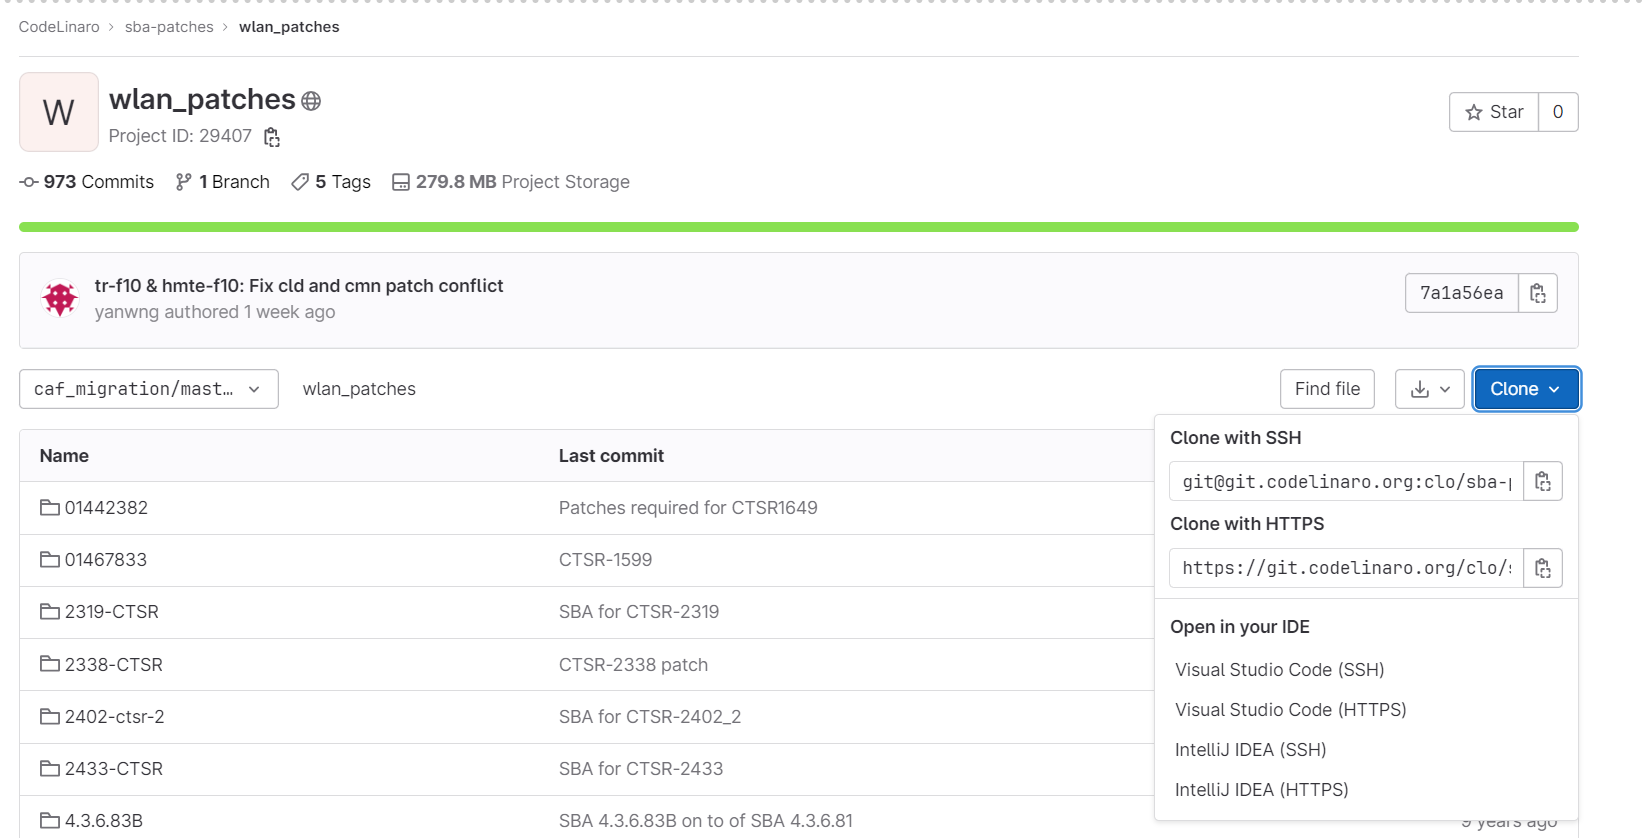 CodeLinaro › sba-patches › wlan_patches
W
wlan_patches
Star 0
Project ID: 29407
973 Commits 1 Branch 5 Tags 279.8 MB Project Storage
tr-f10 & hmte-f10: Fix cld and cmn patch conflict
yanwng authored 1 week ago
7a1a56ea
caf_migration/mast… wlan_patches Find file Clone
Name Last commit
01442382 Patches required for CTSR1649
01467833 CTSR-1599
2319-CTSR SBA for CTSR-2319
2338-CTSR CTSR-2338 patch
2402-ctsr-2 SBA for CTSR-2402_2
2433-CTSR SBA for CTSR-2433
4.3.6.83B SBA 4.3.6.83B on to of SBA 4.3.6.81 9 years ago
Clone with SSH
git@git.codelinaro.org:clo/sba-p
Clone with HTTPS
https://git.codelinaro.org/clo/s
Open in your IDE
Visual Studio Code (SSH)
Visual Studio Code (HTTPS)
IntelliJ IDEA (SSH)
IntelliJ IDEA (HTTPS)